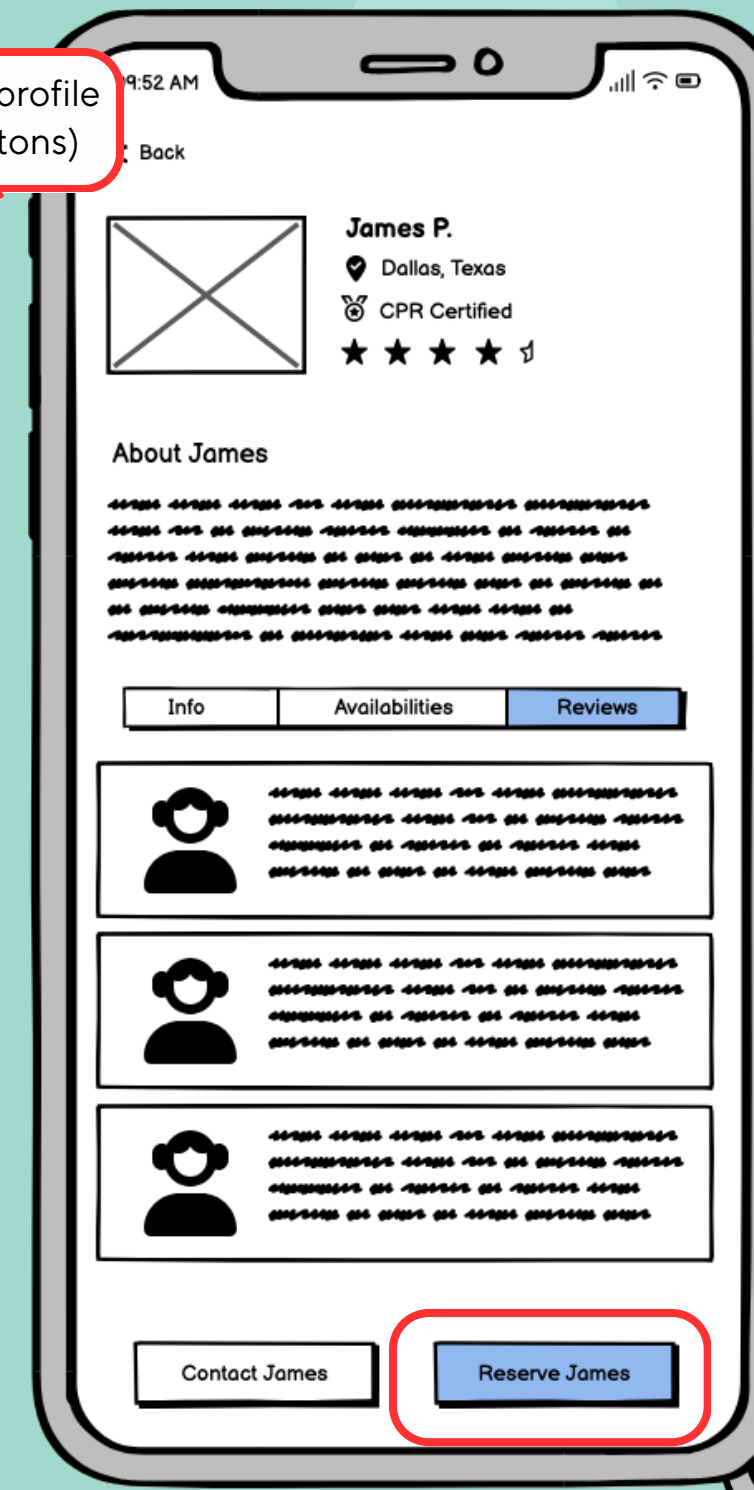 profile
tons)
9:52 AM
Back
James P.
Dallas, Texas
CPR Certified
About James
Info Availabilities Reviews
Contact James Reserve James